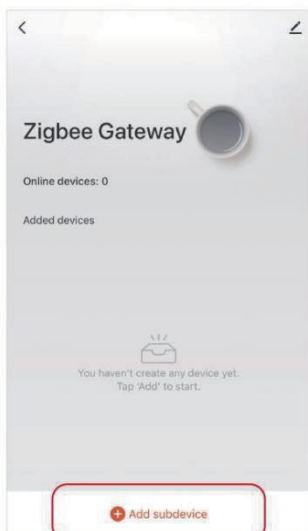 Zigbee Gateway
Online devices: 0
Added devices
You haven't create any device yet.
Tap 'Add' to start.
Add subdevice